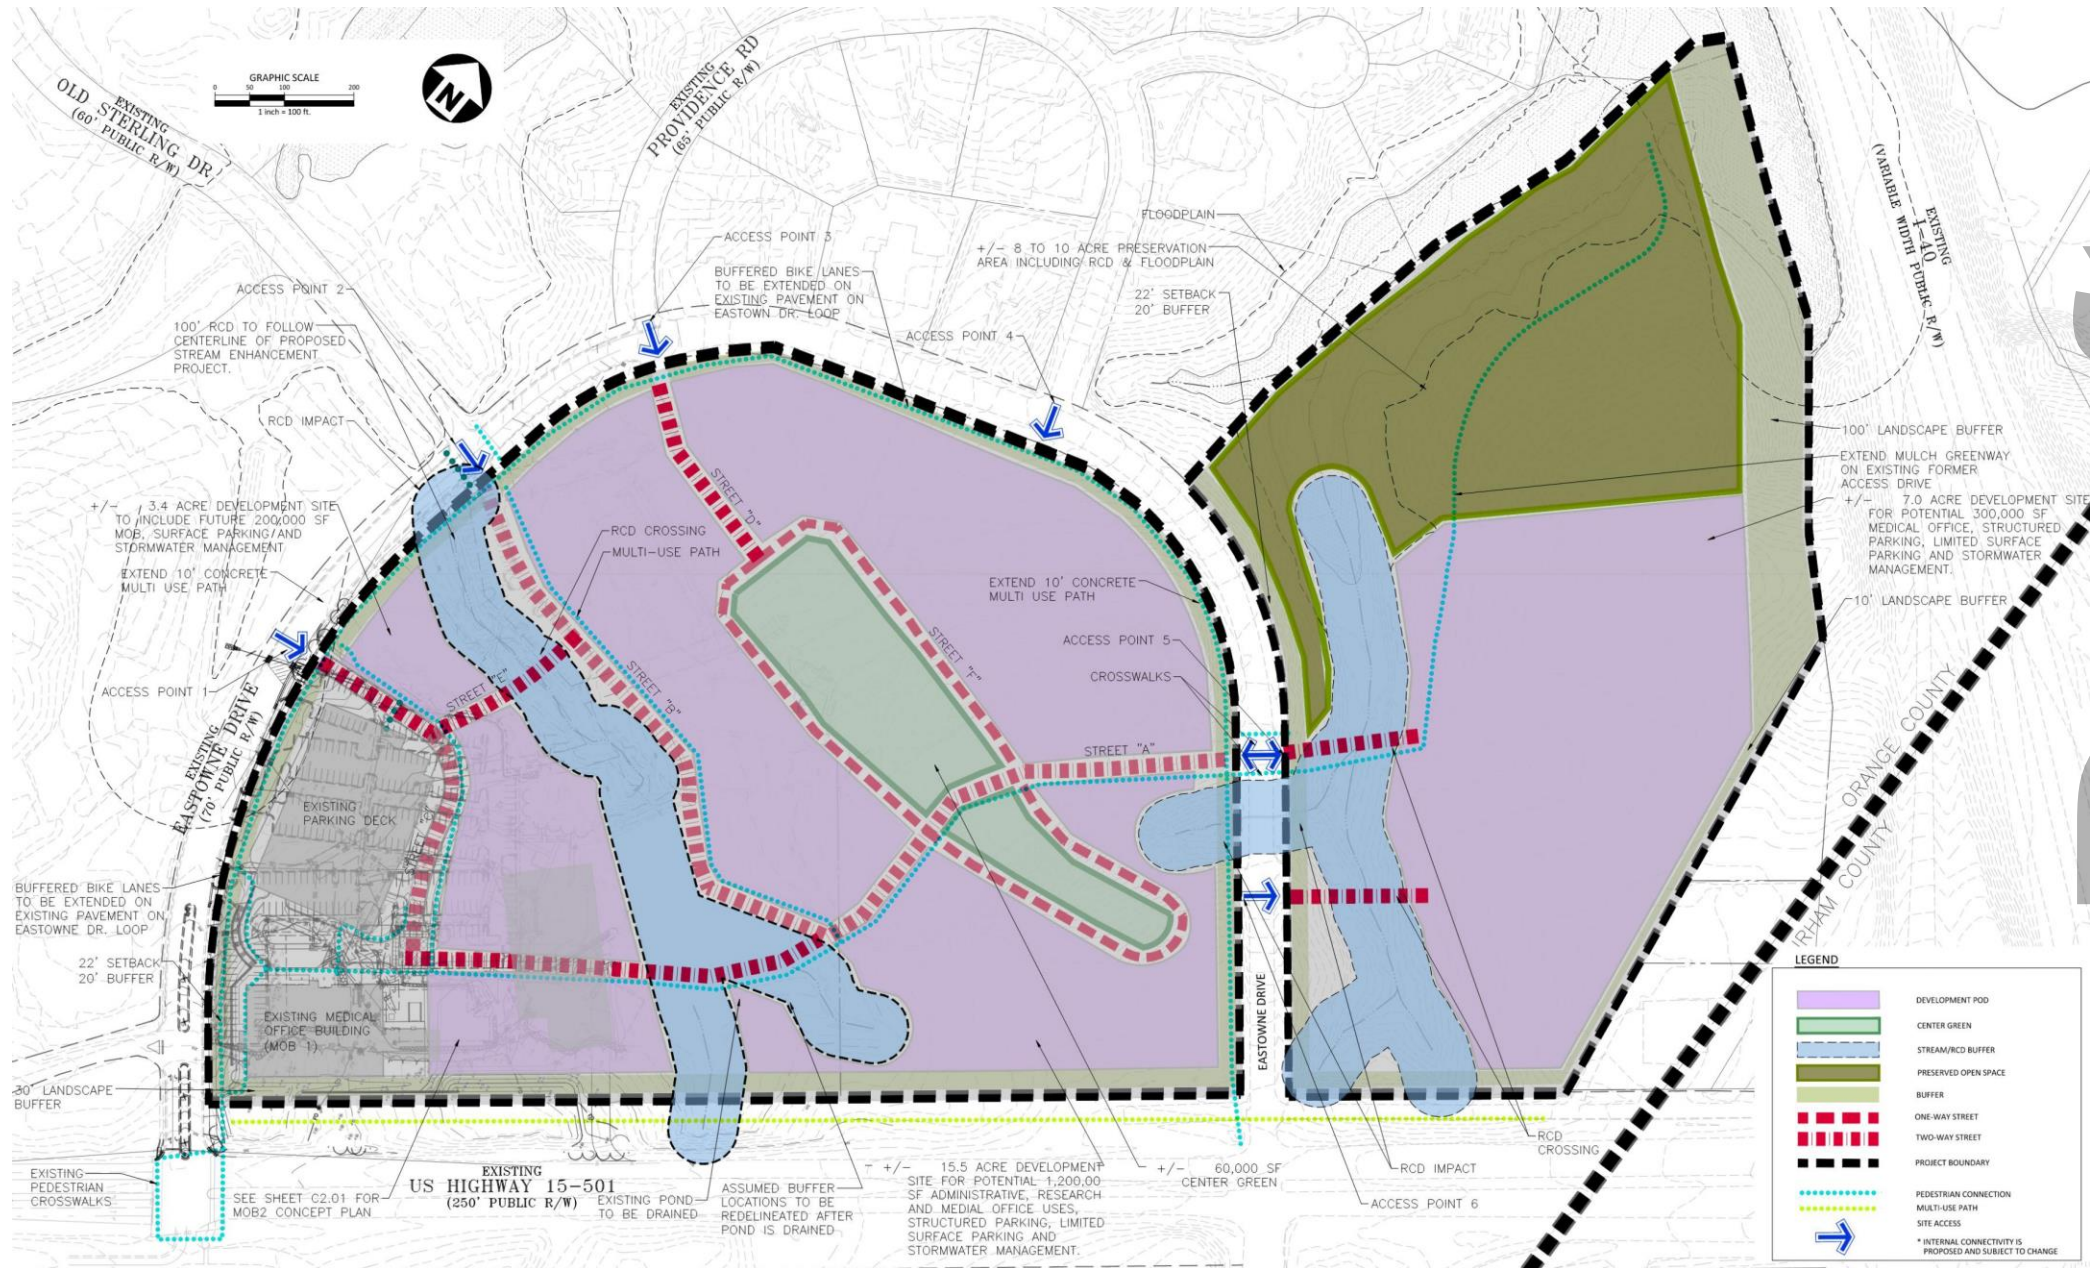 GRAPHIC SCALE
0 50 100 200
1 inch = 100 ft.
N
EXISTING
OLD STERLING DR
(60' PUBLIC R/W)
EXISTING
PROVIDENCE RD
(65' PUBLIC R/W)
ACCESS POINT 3
BUFFERED BIKE LANES
TO BE EXTENDED ON
EXISTING PAVEMENT ON
EASTOWN DR. LOOP
ACCESS POINT 4
FLOODPLAIN
+/- 8 TO 10 ACRE PRESERVATION
AREA INCLUDING RCD & FLOODPLAIN
22' SETBACK
20' BUFFER
EXISTING
I-40
(VARIABLE WIDTH PUBLIC R/W)
ACCESS POINT 2
100' RCD TO FOLLOW
CENTERLINE OF PROPOSED
STREAM ENHANCEMENT
PROJECT.
RCD IMPACT
+/- 3.4 ACRE DEVELOPMENT SITE
TO INCLUDE FUTURE 200,000 SF
MOB, SURFACE PARKING AND
STORMWATER MANAGEMENT
EXTEND 10' CONCRETE
MULTI USE PATH
ACCESS POINT 1
EXISTING
EASTOWNE DRIVE
(70' PUBLIC R/W)
STREET "D"
RCD CROSSING
MULTI-USE PATH
STREET "E"
STREET "B"
STREET "F"
STREET "A"
EXTEND 10' CONCRETE
MULTI USE PATH
ACCESS POINT 5
CROSSWALKS
100' LANDSCAPE BUFFER
EXTEND MULCH GREENWAY
ON EXISTING FORMER
ACCESS DRIVE
+/- 7.0 ACRE DEVELOPMENT SITE
FOR POTENTIAL 300,000 SF
MEDICAL OFFICE, STRUCTURED
PARKING, LIMITED SURFACE
PARKING AND STORMWATER
MANAGEMENT.
10' LANDSCAPE BUFFER
ORANGE COUNTY
COUNTY
EXISTING
PARKING DECK
BUFFERED BIKE LANES
TO BE EXTENDED ON
EXISTING PAVEMENT ON
EASTOWNE DR. LOOP
22' SETBACK
20' BUFFER
EXISTING MEDICAL
OFFICE BUILDING
(MOB 1)
30' LANDSCAPE
BUFFER
EXISTING
PEDESTRIAN
CROSSWALKS
SEE SHEET C2.01 FOR
MOB2 CONCEPT PLAN
EXISTING
US HIGHWAY 15-501
(250' PUBLIC R/W)
EXISTING POND
TO BE DRAINED
ASSUMED BUFFER
LOCATIONS TO BE
REDELINEATED AFTER
POND IS DRAINED
+/- 15.5 ACRE DEVELOPMENT
SITE FOR POTENTIAL 1,200,00
SF ADMINISTRATIVE, RESEARCH
AND MEDIAL OFFICE USES,
STRUCTURED PARKING, LIMITED
SURFACE PARKING AND
STORMWATER MANAGEMENT.
+/- 60,000 SF
CENTER GREEN
EASTOWNE DRIVE
RCD IMPACT
ACCESS POINT 6
RCD
CROSSING
LEGEND
DEVELOPMENT POD
CENTER GREEN
STREAM/RCD BUFFER
PRESERVED OPEN SPACE
BUFFER
ONE-WAY STREET
TWO-WAY STREET
PROJECT BOUNDARY
PEDESTRIAN CONNECTION
MULTI-USE PATH
SITE ACCESS
* INTERNAL CONNECTIVITY IS
PROPOSED AND SUBJECT TO CHANGE